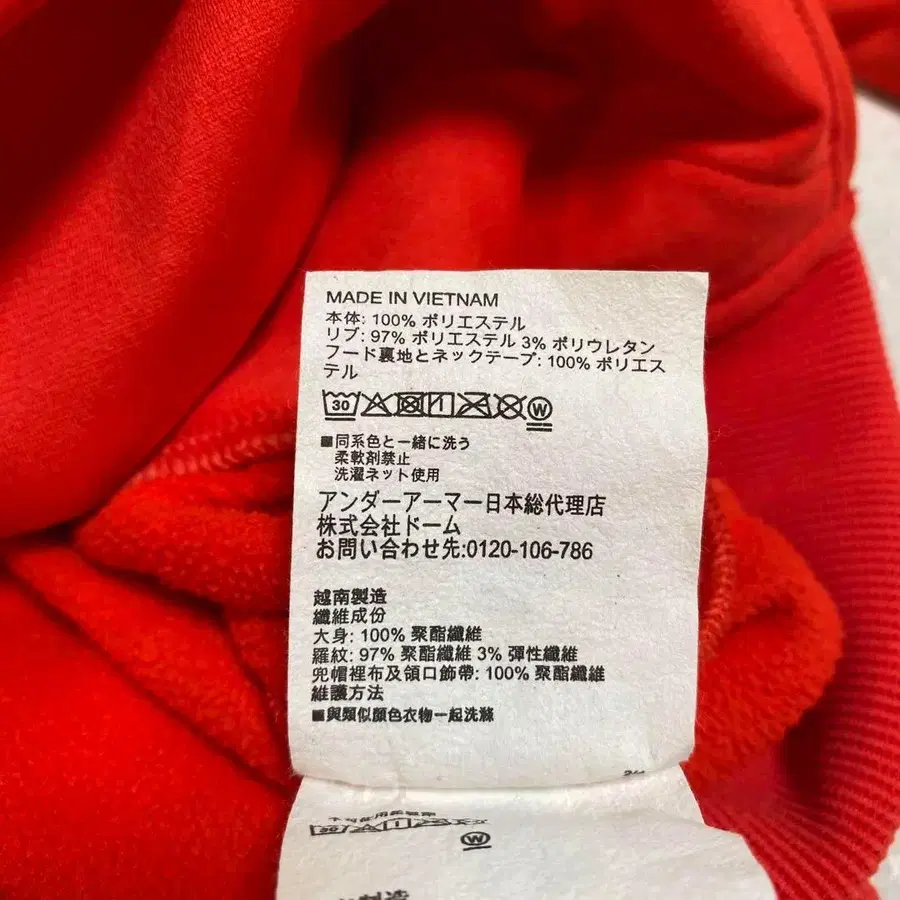 MADE IN VIETNAM
本体: 100% ポリエステル
リブ: 97% ポリエステル 3% ポリウレタン
フード裏地とネックテープ: 100% ポリエス
テル
30
W
■同系色と一緒に洗う
柔軟剤禁止
洗濯ネット使用
アンダーアーマー日本総代理店
株式会社ドーム
お問い合わせ先:0120-106-786
越南製造
纖維成份
大身: 100% 聚酯纖維
羅紋: 97% 聚酯纖維 3% 彈性纖維
兜帽裡布及領口飾帶: 100% 聚酯纖維
維護方法
■與類似顏色衣物一起洗滌
30
W
製造